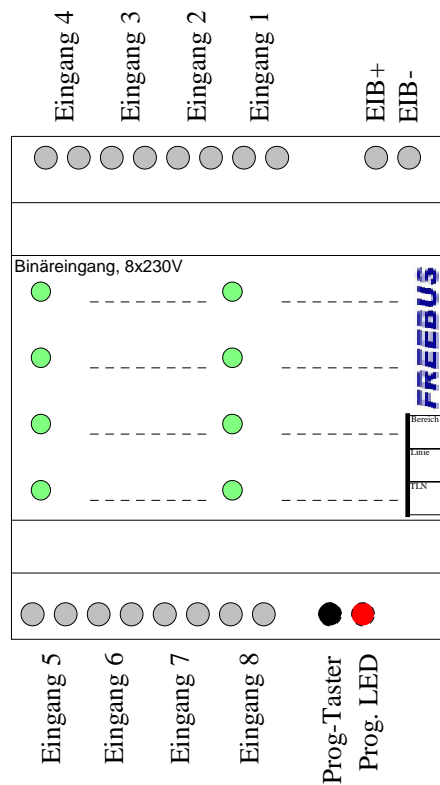 Eingang 4
Eingang 3
Eingang 2
Eingang 1
EIB+
EIB-
Binäreingang, 8x230V
FREEBUS
Bereich
Linie
TLN
Eingang 5
Eingang 6
Eingang 7
Eingang 8
Prog-Taster
Prog. LED